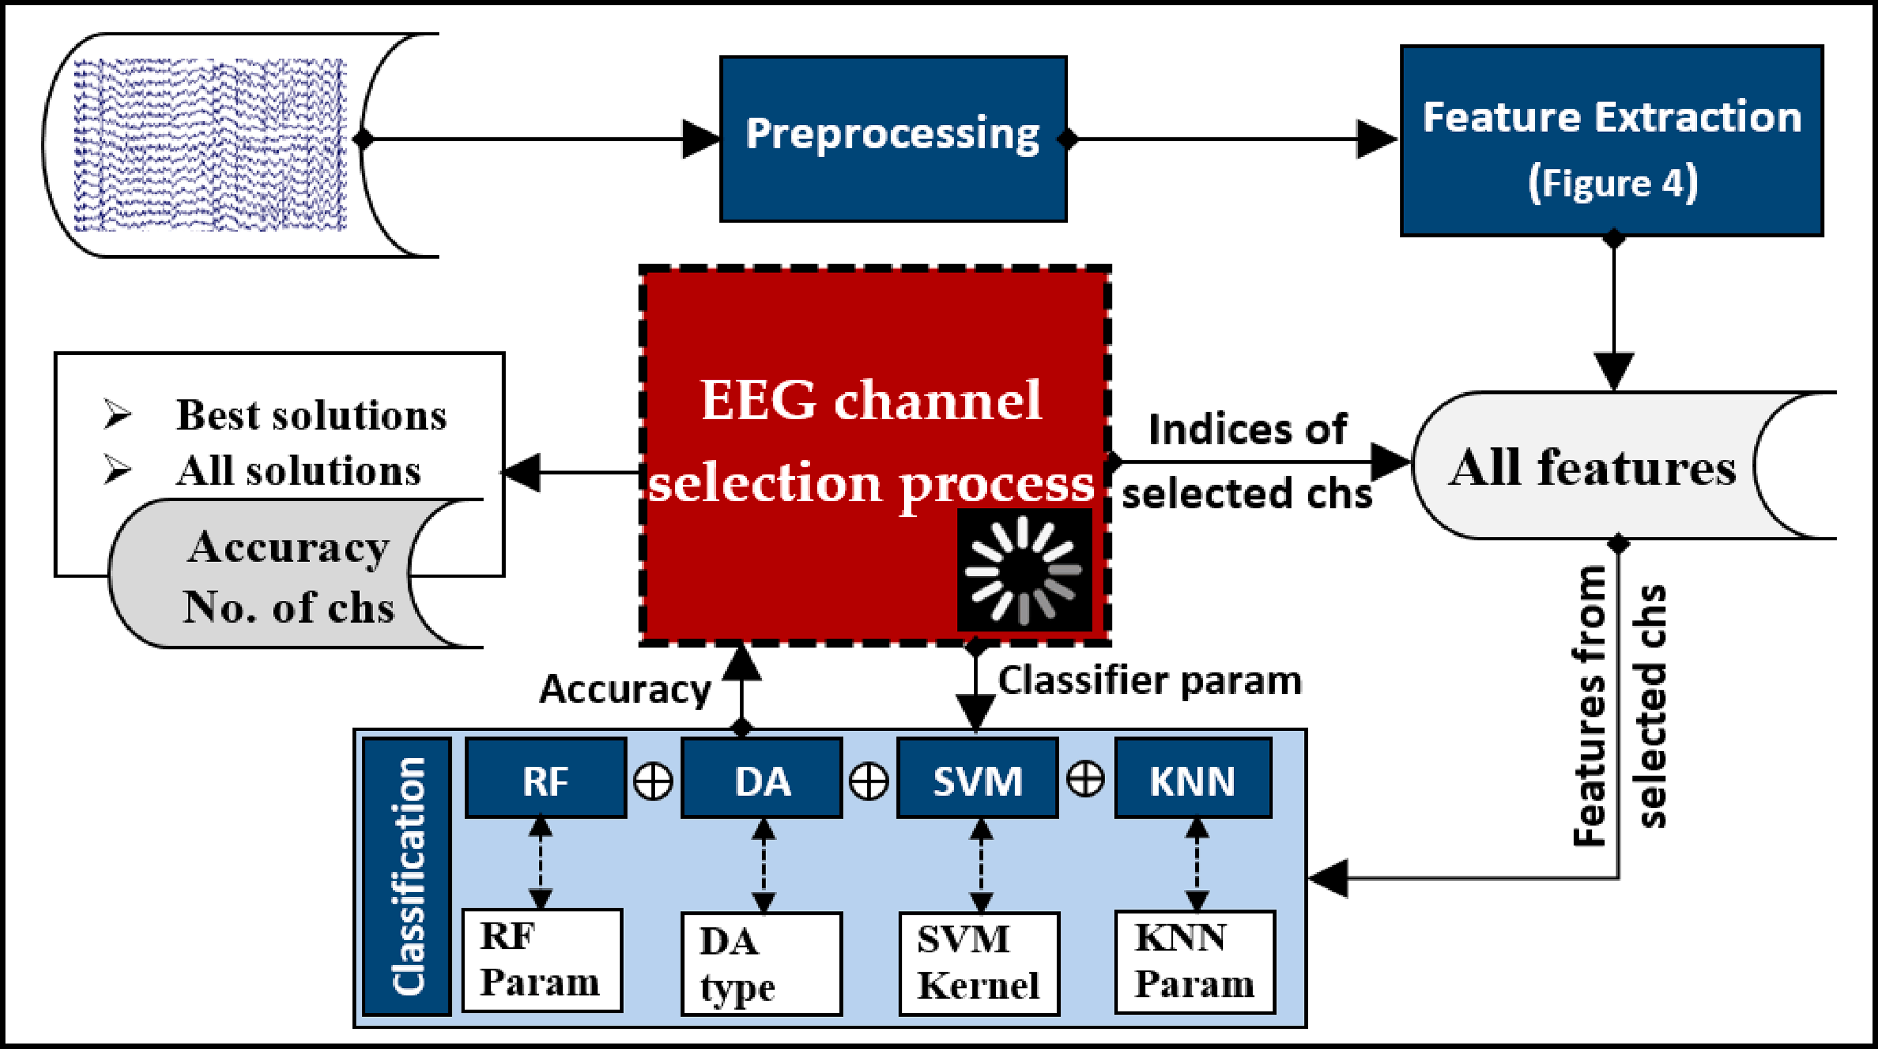 Preprocessing
Feature Extraction
(Figure 4)
EEG channel
selection process
Indices of
selected chs
All features
Best solutions
All solutions
Accuracy
No. of chs
Accuracy
Classifier param
Features from
selected chs
Classification
RF
DA
SVM
KNN
RF
Param
DA
type
SVM
Kernel
KNN
Param